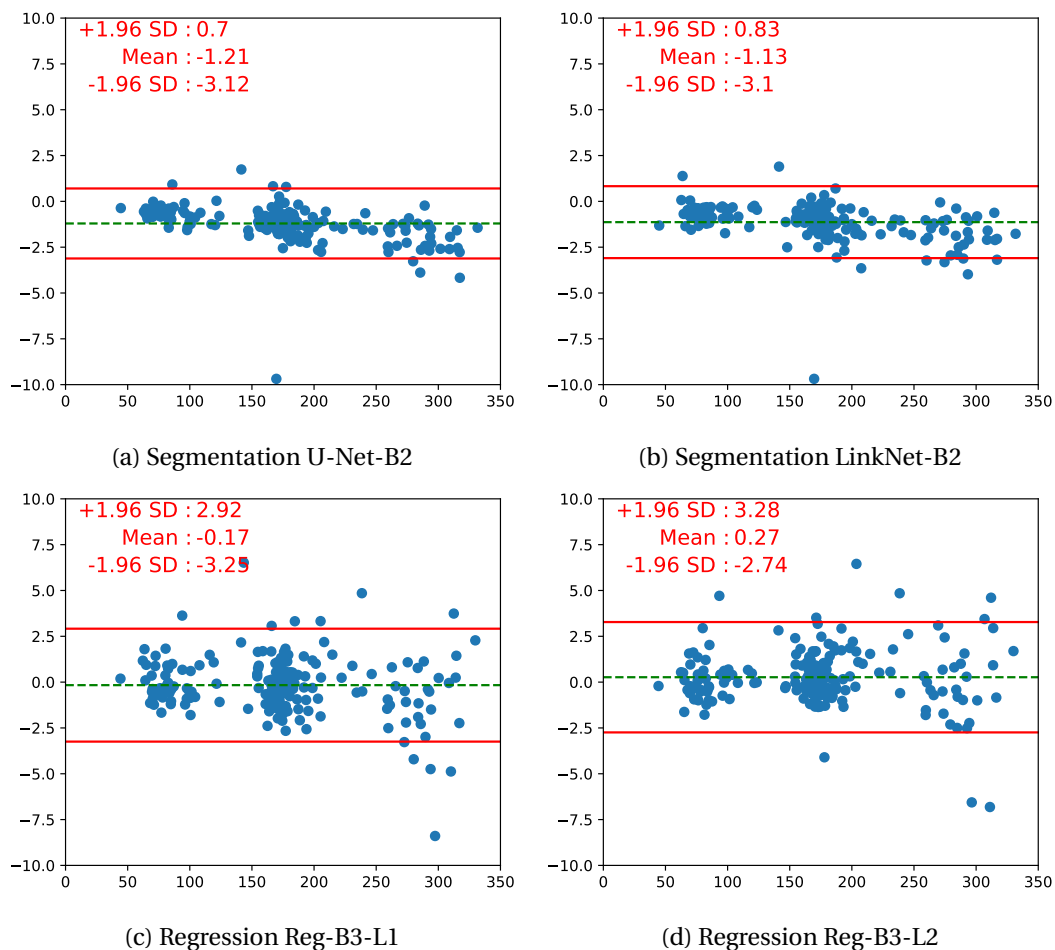 10.0
7.5
5.0
2.5
0.0
−2.5
−5.0
−7.5
−10.0
+1.96 SD : 0.7
Mean : -1.21
-1.96 SD : -3.12
0 50 100 150 200 250 300 350
(a) Segmentation U-Net-B2
10.0
7.5
5.0
2.5
0.0
−2.5
−5.0
−7.5
−10.0
+1.96 SD : 0.83
Mean : -1.13
-1.96 SD : -3.1
0 50 100 150 200 250 300 350
(b) Segmentation LinkNet-B2
10.0
7.5
5.0
2.5
0.0
−2.5
−5.0
−7.5
−10.0
+1.96 SD : 2.92
Mean : -0.17
-1.96 SD : -3.25
0 50 100 150 200 250 300 350
(c) Regression Reg-B3-L1
10.0
7.5
5.0
2.5
0.0
−2.5
−5.0
−7.5
−10.0
+1.96 SD : 3.28
Mean : 0.27
-1.96 SD : -2.74
0 50 100 150 200 250 300 350
(d) Regression Reg-B3-L2